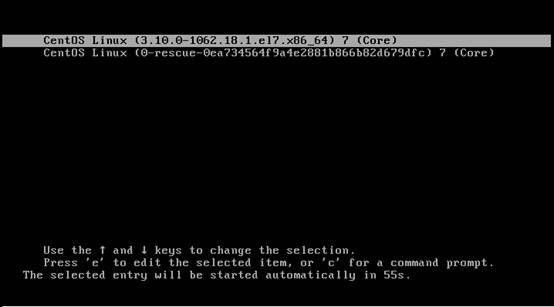 CentOS Linux (3.10.0-1062.18.1.el7.x86_64) 7 (Core)
CentOS Linux (0-rescue-0ea734564f9a4e2881b866b82d679dfc) 7 (Core)
Use the ↑ and ↓ keys to change the selection.
Press 'e' to edit the selected item, or 'c' for a command prompt.
The selected entry will be started automatically in 55s.